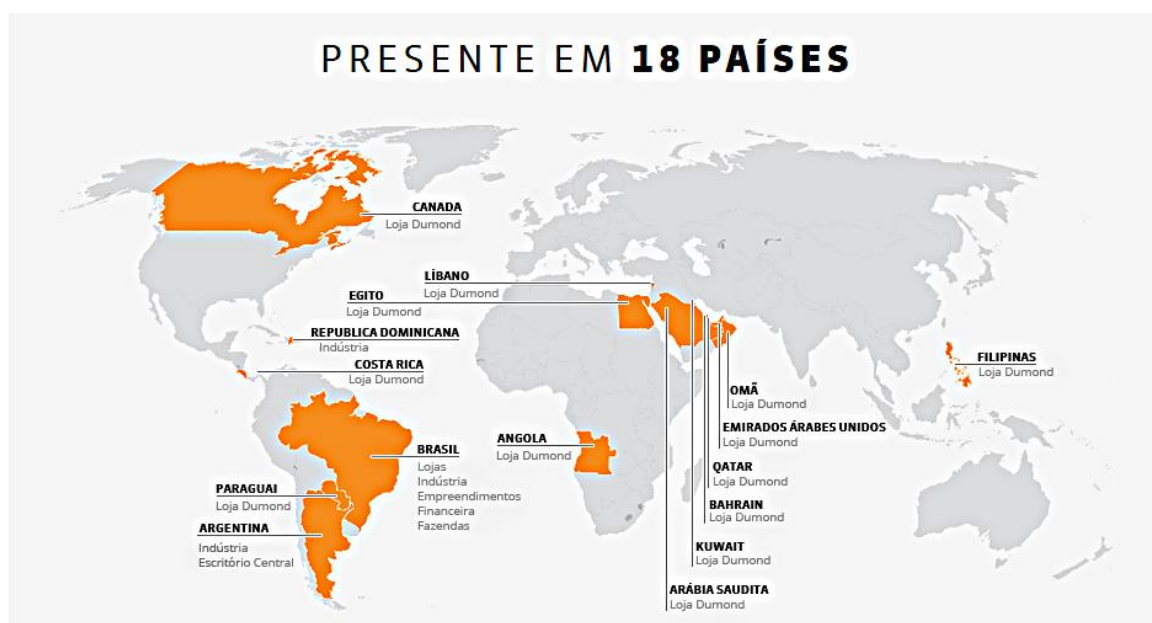 PRESENTE EM 18 PAÍSES
CANADA
Loja Dumond
LÍBANO
Loja Dumond
EGITO
Loja Dumond
REPUBLICA DOMINICANA
Indústria
COSTA RICA
Loja Dumond
BRASIL
Lojas
Indústria
Empreendimentos
Financeira
Fazendas
PARAGUAI
Loja Dumond
ARGENTINA
Indústria
Escritório Central
ANGOLA
Loja Dumond
FILIPINAS
Loja Dumond
OMÃ
Loja Dumond
EMIRADOS ÁRABES UNIDOS
Loja Dumond
QATAR
Loja Dumond
BAHRAIN
Loja Dumond
KUWAIT
Loja Dumond
ARÁBIA SAUDITA
Loja Dumond